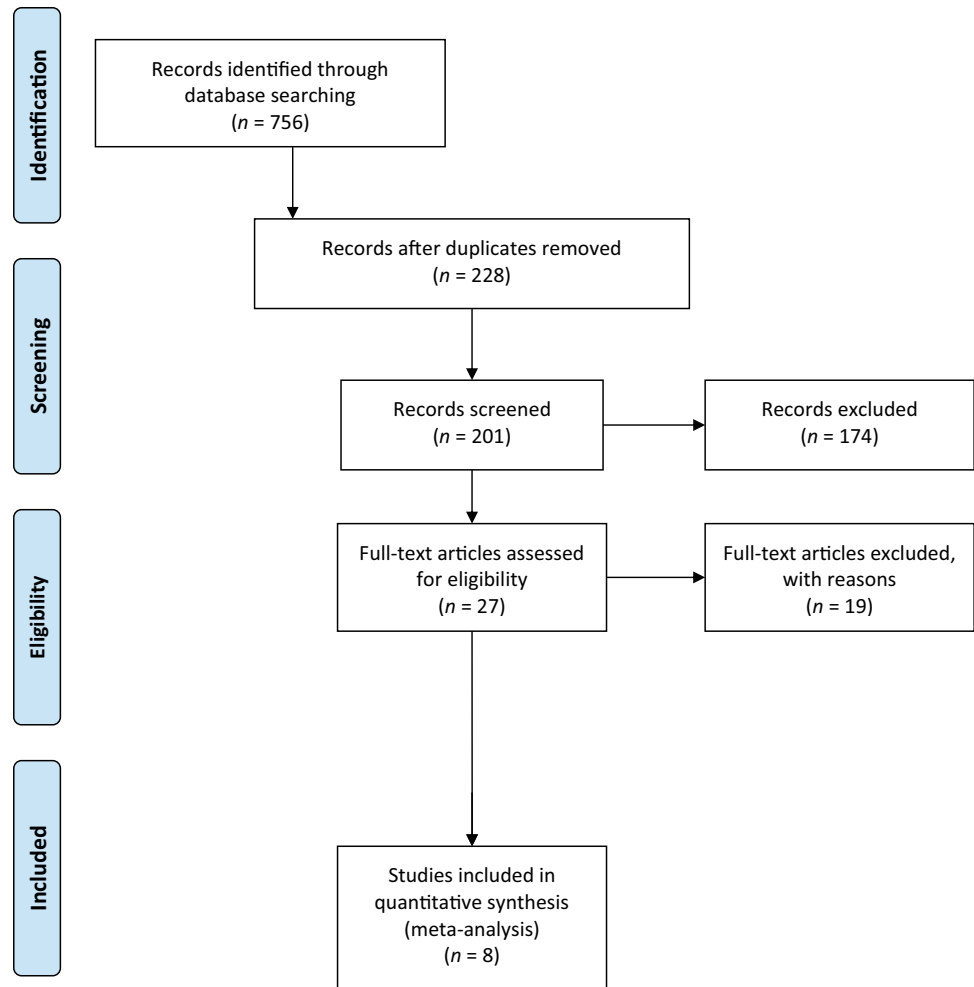 Identification
Records identified through
database searching
(n = 756)
Records after duplicates removed
(n = 228)
Screening
Records screened
(n = 201)
Records excluded
(n = 174)
Eligibility
Full-text articles assessed
for eligibility
(n = 27)
Full-text articles excluded,
with reasons
(n = 19)
Included
Studies included in
quantitative synthesis
(meta-analysis)
(n = 8)